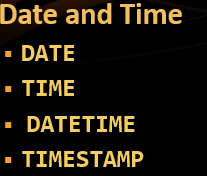 Date and Time
▪ DATE
▪ TIME
▪ DATETIME
▪ TIMESTAMP